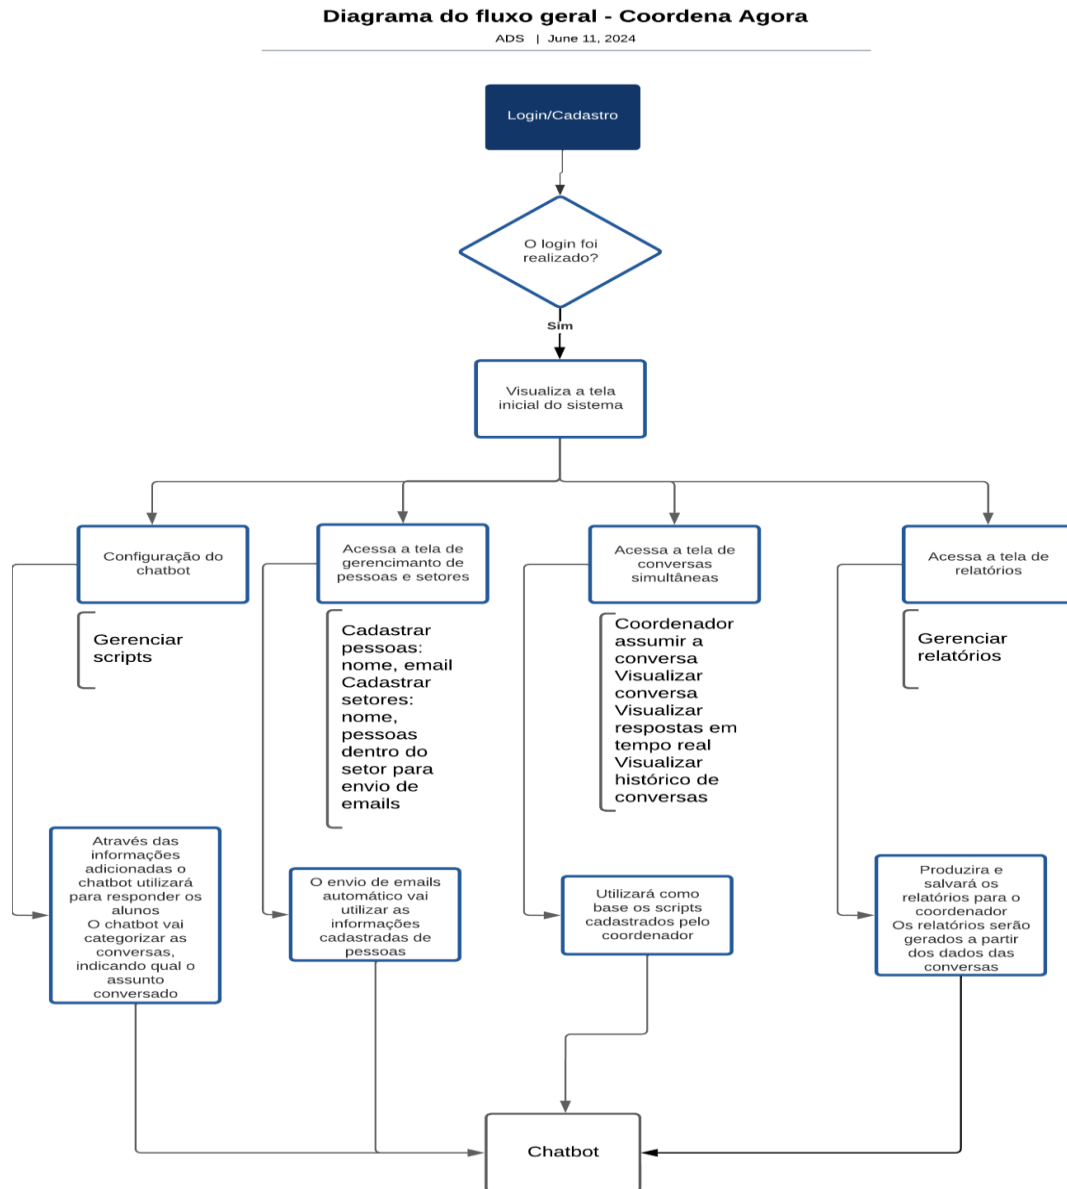 Diagrama do fluxo geral - Coordena Agora
ADS | June 11, 2024
Login/Cadastro
O login foi
realizado?
Sim
Visualiza a tela
inicial do sistema
Configuração do
chatbot
Gerenciar
scripts
Através das
informações
adicionadas o
chatbot utilizará
para responder os
alunos
O chatbot vai
categorizar as
conversas,
indicando qual o
assunto
conversado
Acessa a tela de
gerencimanto de
pessoas e setores
Cadastrar
pessoas:
nome, email
Cadastrar
setores:
nome,
pessoas
dentro do
setor para
envio de
emails
O envio de emails
automático vai
utilizar as
informações
cadastradas de
pessoas
Acessa a tela de
conversas
simultâneas
Coordenador
assumir a
conversa
Visualizar
conversa
Visualizar
respostas em
tempo real
Visualizar
histórico de
conversas
Utilizará como
base os scripts
cadastrados pelo
coordenador
Acessa a tela de
relatórios
Gerenciar
relatórios
Produzira e
salvará os
relatórios para o
coordenador
Os relatórios serão
gerados a partir
dos dados das
conversas
Chatbot